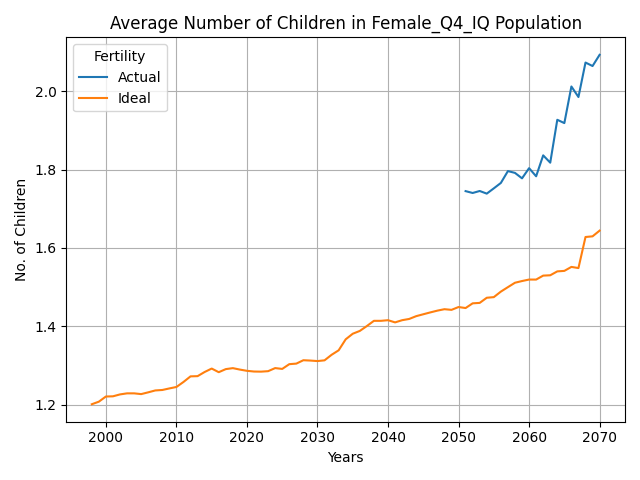 Average Number of Children in Female_Q4_IQ Population
Fertility
Actual
Ideal
No. of Children
2.0
1.8
1.6
1.4
1.2
2000 2010 2020 2030 2040 2050 2060 2070
Years